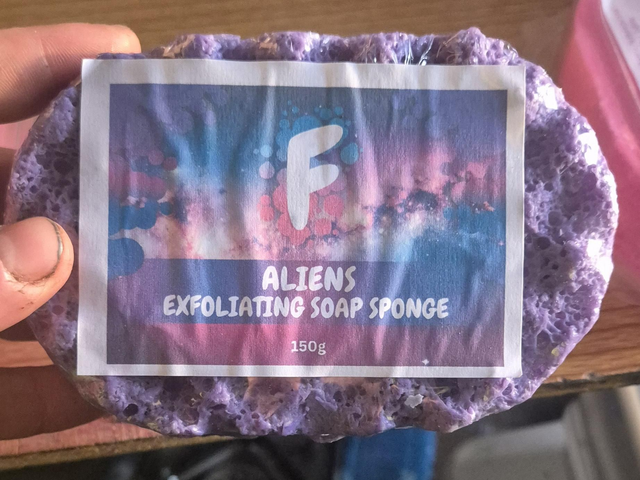 F
ALIENS
EXFOLIATING SOAP SPONGE
150g